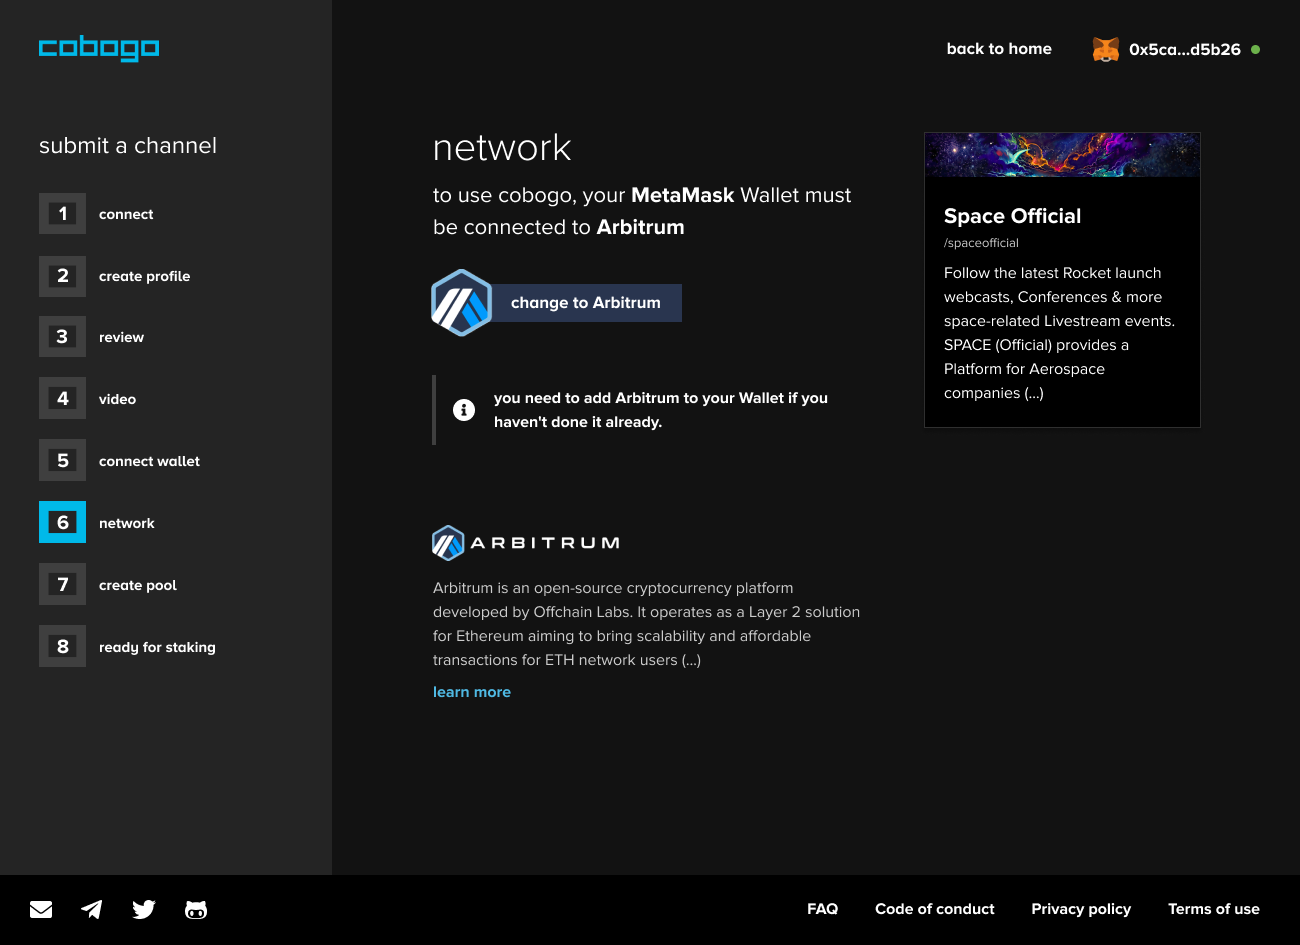 cobogo
back to home
0x5ca...d5b26
submit a channel
1 connect
2 create profile
3 review
4 video
5 connect wallet
6 network
7 create pool
8 ready for staking
network
to use cobogo, your MetaMask Wallet must
be connected to Arbitrum
change to Arbitrum
you need to add Arbitrum to your Wallet if you
haven't done it already.
ARBITRUM
Arbitrum is an open-source cryptocurrency platform
developed by Offchain Labs. It operates as a Layer 2 solution
for Ethereum aiming to bring scalability and affordable
transactions for ETH network users (...)
learn more
Space Official
/spaceofficial
Follow the latest Rocket launch
webcasts, Conferences & more
space-related Livestream events.
SPACE (Official) provides a
Platform for Aerospace
companies (...)
FAQ
Code of conduct
Privacy policy
Terms of use